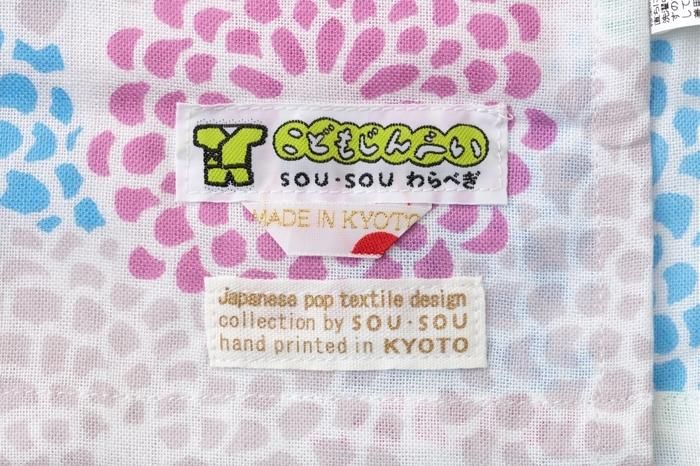 こどもじんべい
SOU・SOU わらべぎ
MADE IN KYOTO
Japanese pop textile design
collection by SOU・SOU
hand printed in KYOTO